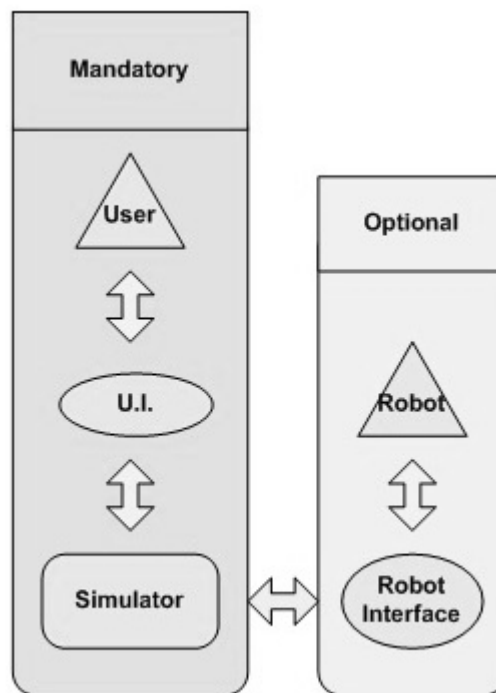 Mandatory
User
U.I.
Simulator
Optional
Robot
Robot
Interface